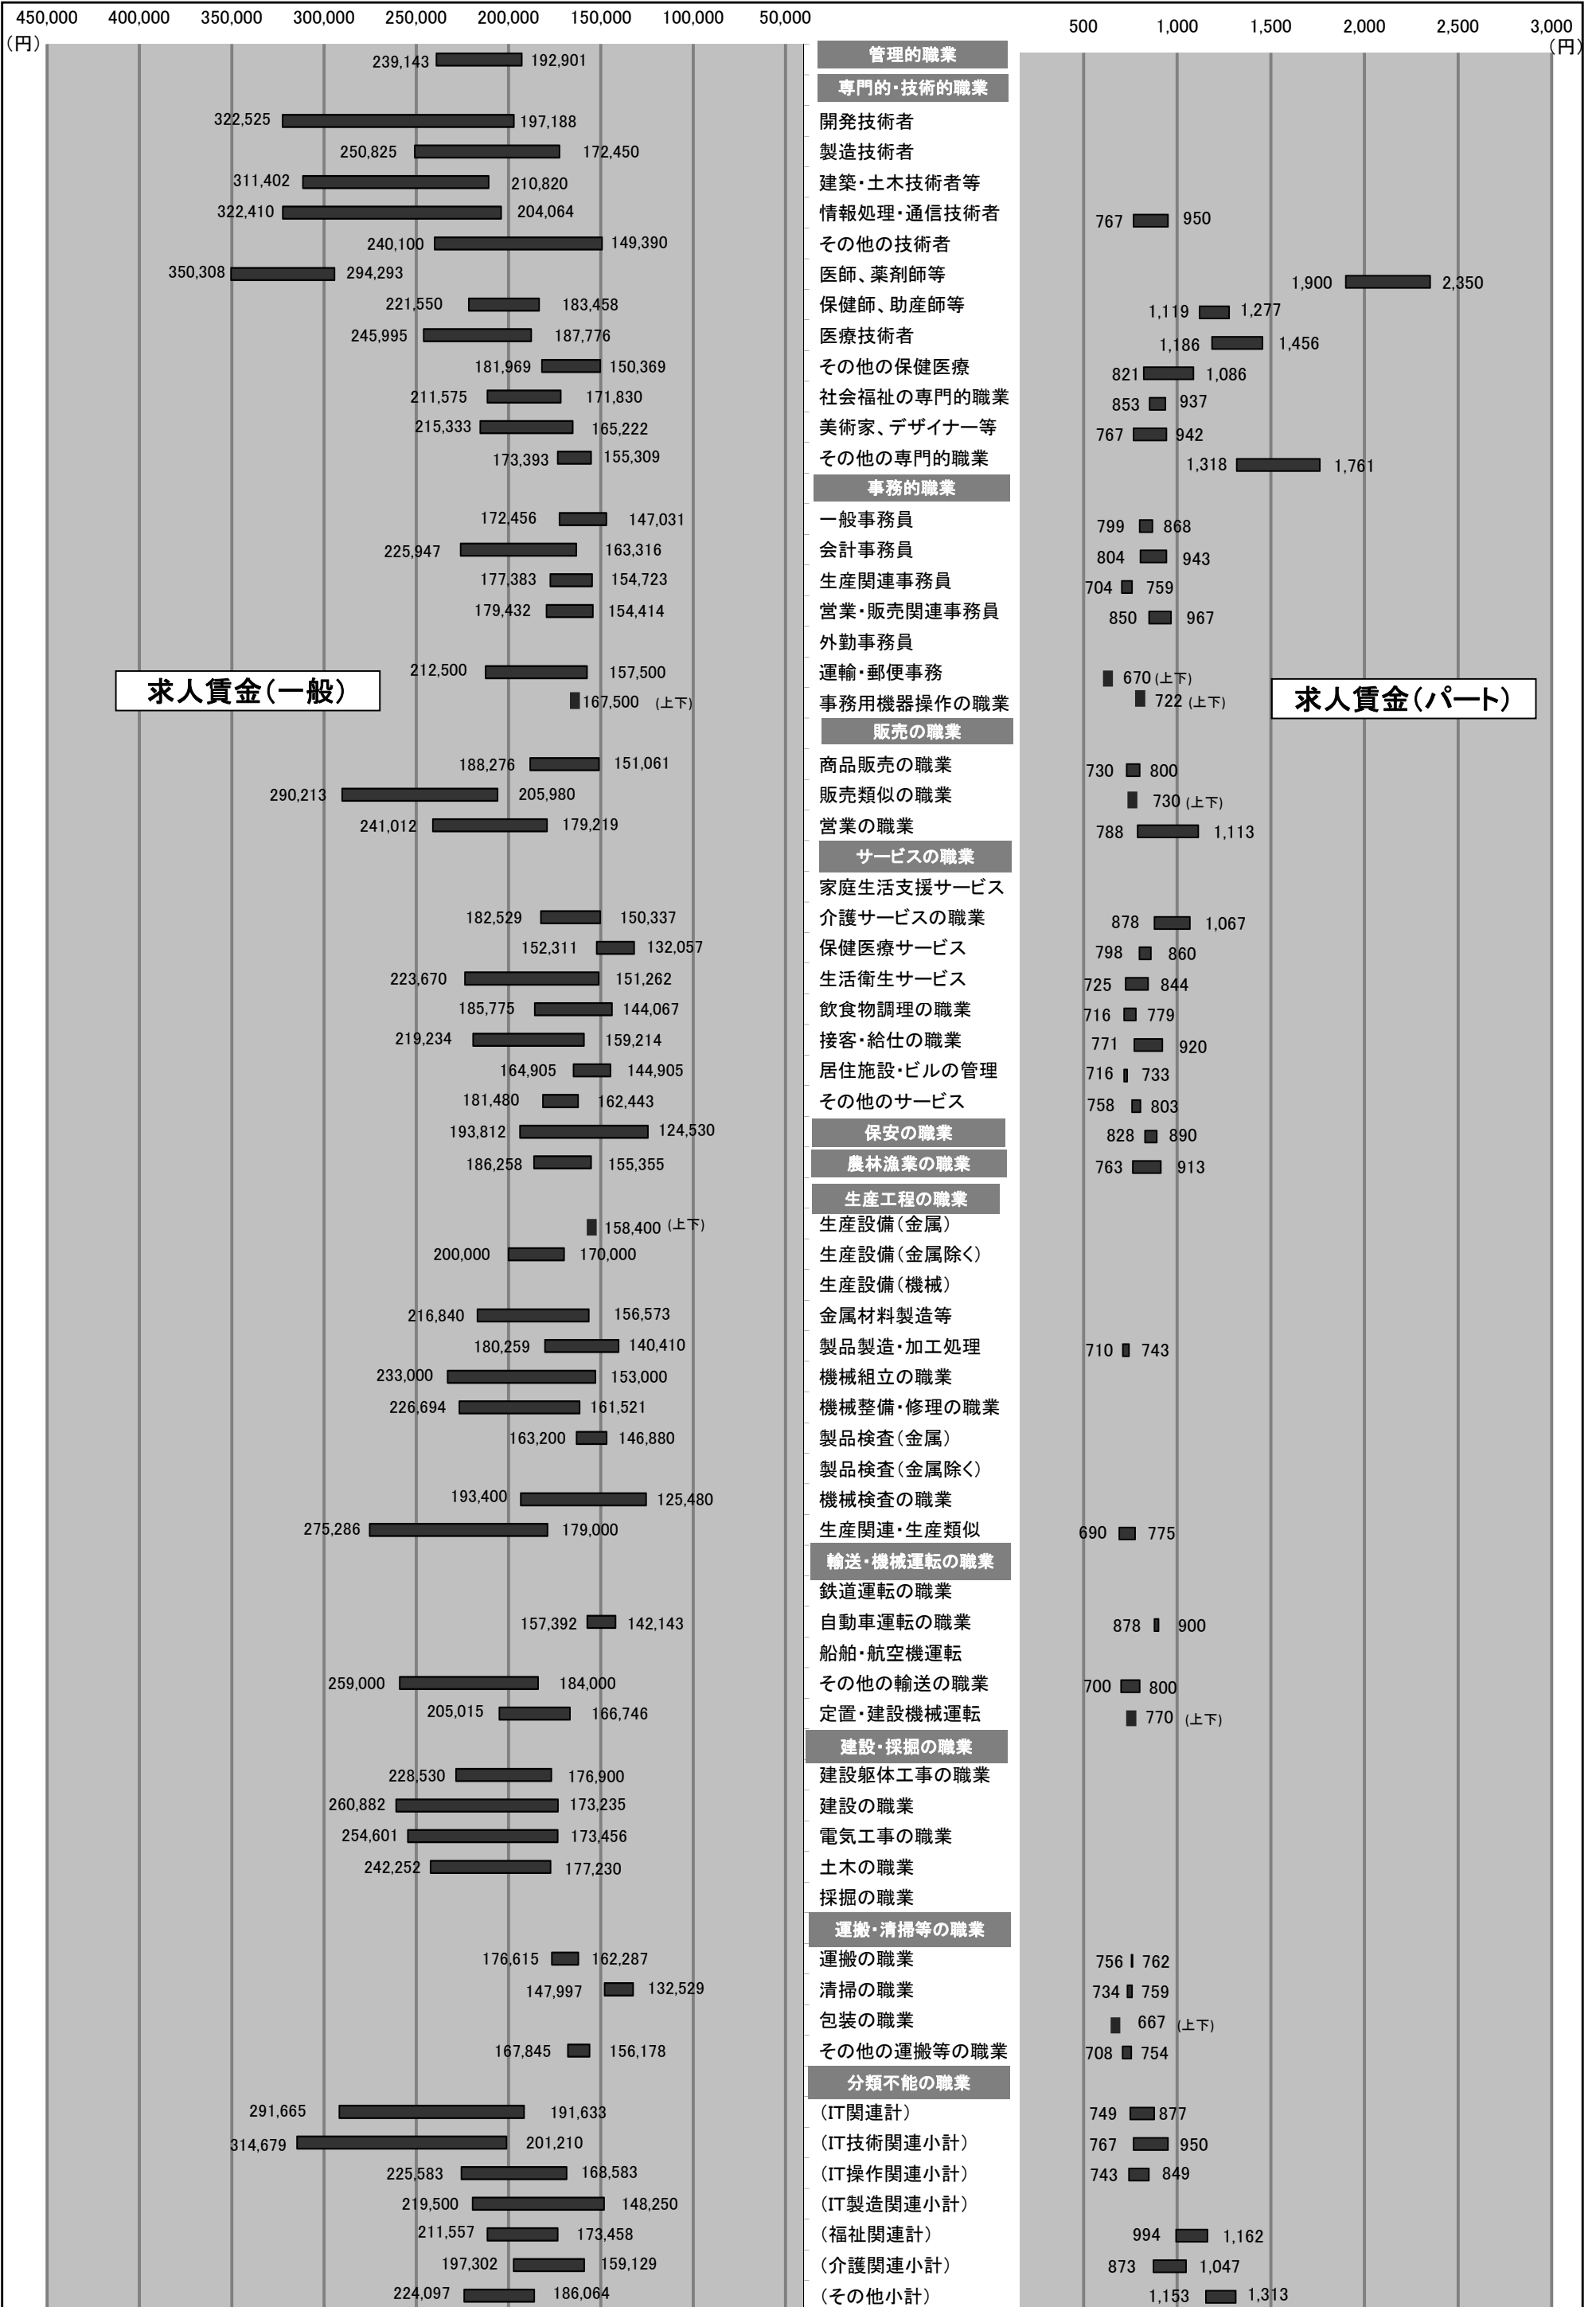 450,000 400,000 350,000 300,000 250,000 200,000 150,000 100,000 50,000 500 1,000 1,500 2,000 2,500 3,000
(円) (円)
239,143 192,901 管理的職業
専門的・技術的職業
322,525 197,188 開発技術者
250,825 172,450 製造技術者
311,402 210,820 建築・土木技術者等
322,410 204,064 情報処理・通信技術者 767 950
240,100 149,390 その他の技術者
350,308 294,293 医師、薬剤師等 1,900 2,350
221,550 183,458 保健師、助産師等 1,119 1,277
245,995 187,776 医療技術者 1,186 1,456
181,969 150,369 その他の保健医療 821 1,086
211,575 171,830 社会福祉の専門的職業 853 937
215,333 165,222 美術家、デザイナー等 767 942
173,393 155,309 その他の専門的職業 1,318 1,761
事務的職業
172,456 147,031 一般事務員 799 868
225,947 163,316 会計事務員 804 943
177,383 154,723 生産関連事務員 704 759
179,432 154,414 営業・販売関連事務員 850 967
外勤事務員
212,500 157,500 運輸・郵便事務 670 (上下)
求人賃金(一般) 求人賃金(パート)
167,500 (上下) 事務用機器操作の職業 722 (上下)
販売の職業
188,276 151,061 商品販売の職業 730 800
290,213 205,980 販売類似の職業 730 (上下)
241,012 179,219 営業の職業 788 1,113
サービスの職業
家庭生活支援サービス
182,529 150,337 介護サービスの職業 878 1,067
152,311 132,057 保健医療サービス 798 860
223,670 151,262 生活衛生サービス 725 844
185,775 144,067 飲食物調理の職業 716 779
219,234 159,214 接客・給仕の職業 771 920
164,905 144,905 居住施設・ビルの管理 716 733
181,480 162,443 その他のサービス 758 803
193,812 124,530 保安の職業 828 890
186,258 155,355 農林漁業の職業 763 913
生産工程の職業
158,400 (上下) 生産設備(金属)
200,000 170,000 生産設備(金属除く)
生産設備(機械)
216,840 156,573 金属材料製造等
180,259 140,410 製品製造・加工処理 710 743
233,000 153,000 機械組立の職業
226,694 161,521 機械整備・修理の職業
163,200 146,880 製品検査(金属)
製品検査(金属除く)
193,400 125,480 機械検査の職業
275,286 179,000 生産関連・生産類似 690 775
輸送・機械運転の職業
鉄道運転の職業
157,392 142,143 自動車運転の職業 878 900
船舶・航空機運転
259,000 184,000 その他の輸送の職業 700 800
205,015 166,746 定置・建設機械運転 770 (上下)
建設・採掘の職業
228,530 176,900 建設躯体工事の職業
260,882 173,235 建設の職業
254,601 173,456 電気工事の職業
242,252 177,230 土木の職業
採掘の職業
運搬・清掃等の職業
176,615 162,287 運搬の職業 756 762
147,997 132,529 清掃の職業 734 759
包装の職業 667 (上下)
167,845 156,178 その他の運搬等の職業 708 754
分類不能の職業
291,665 191,633 (IT関連計) 749 877
314,679 201,210 (IT技術関連小計) 767 950
225,583 168,583 (IT操作関連小計) 743 849
219,500 148,250 (IT製造関連小計)
211,557 173,458 (福祉関連計) 994 1,162
197,302 159,129 (介護関連小計) 873 1,047
224,097 186,064 (その他小計) 1,153 1,313